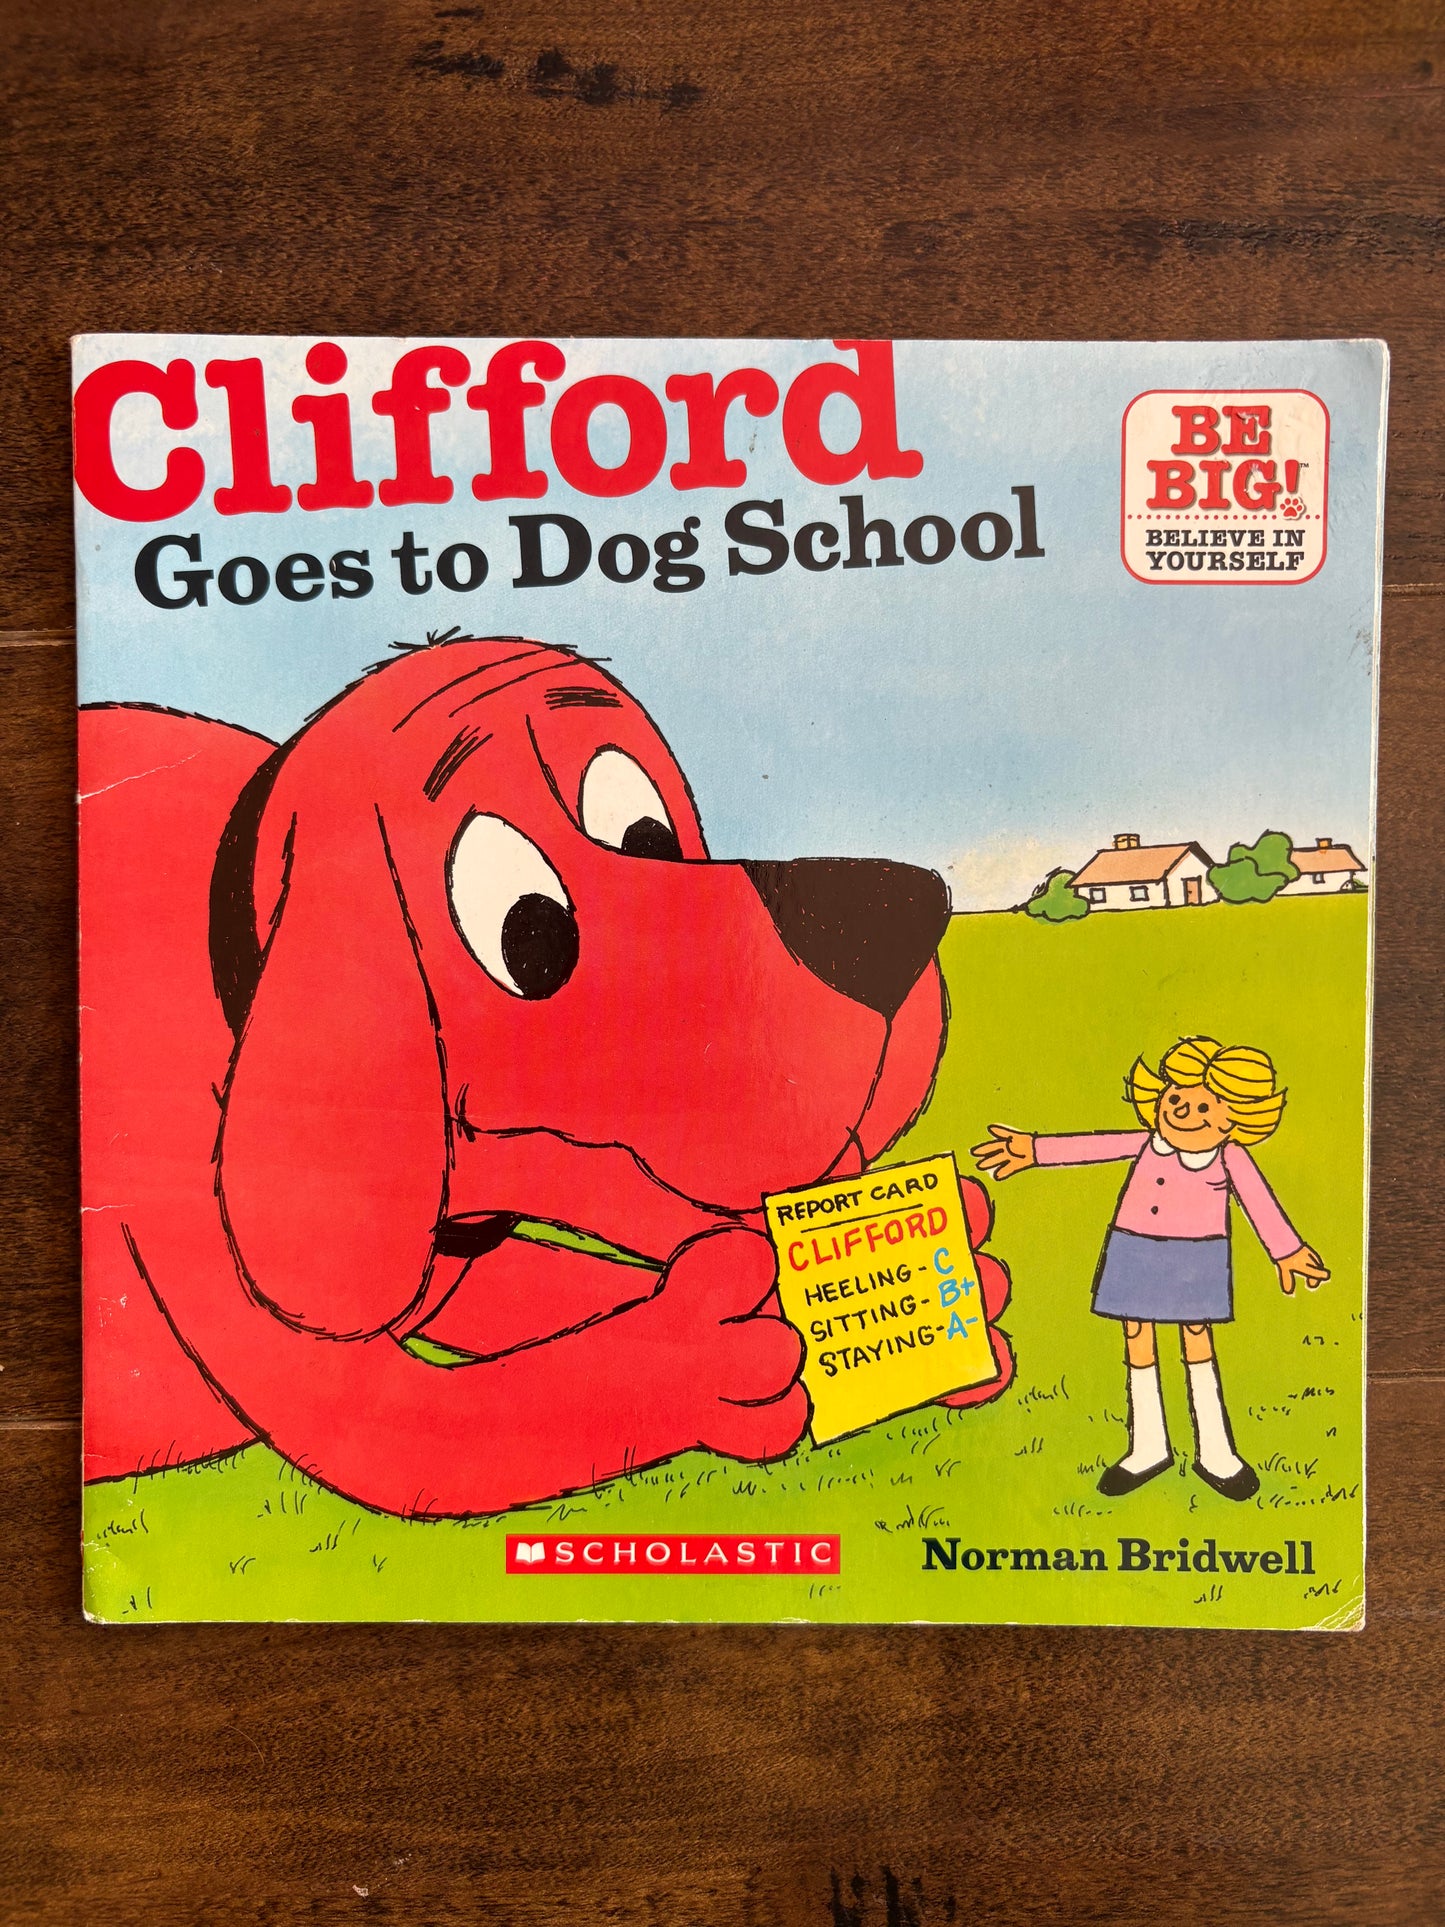 Clifford
Goes to Dog School
BE
BIG!™
BELIEVE IN
YOURSELF
REPORT CARD
CLIFFORD
HEELING - C
SITTING - B+
STAYING - A-
SCHOLASTIC
Norman Bridwell